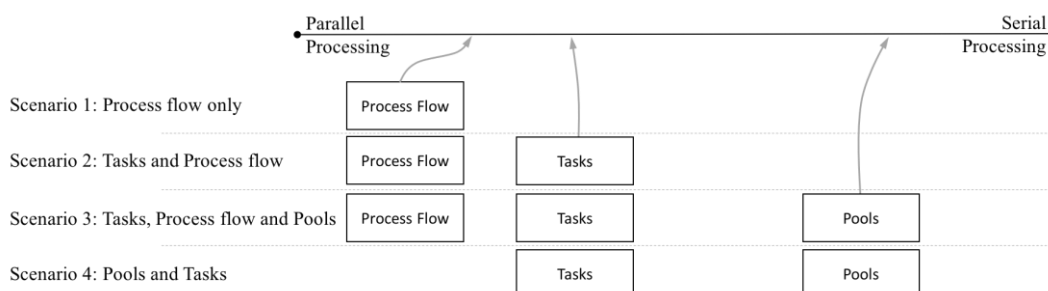 Parallel Serial
Processing Processing
Scenario 1: Process flow only Process Flow
Scenario 2: Tasks and Process flow Process Flow Tasks
Scenario 3: Tasks, Process flow and Pools Process Flow Tasks Pools
Scenario 4: Pools and Tasks Tasks Pools